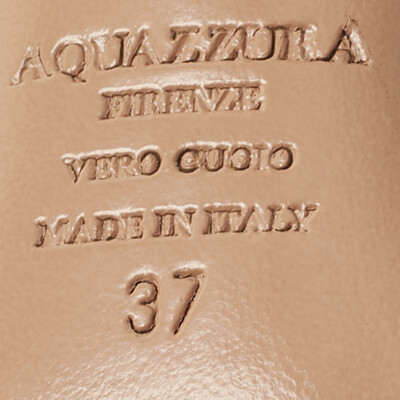 AQUAZZURA
FIRENZE
VERO CUOIO
MADE IN ITALY
37